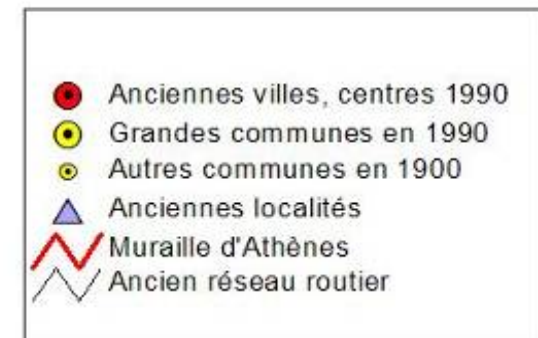 Anciennes villes, centres 1990
Grandes communes en 1990
Autres communes en 1900
Anciennes localités
Muraille d'Athènes
Ancien réseau routier